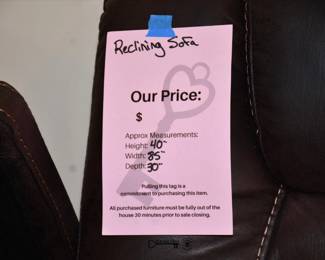 Reclining Sofa
Our Price:
$
Approx Measurements:
Height: 40"
Width: 85"
Depth: 30"
Pulling this tag is a
commitment to purchasing this item.
All purchased furniture must be fully out of the
house 30 minutes prior to sale closing.